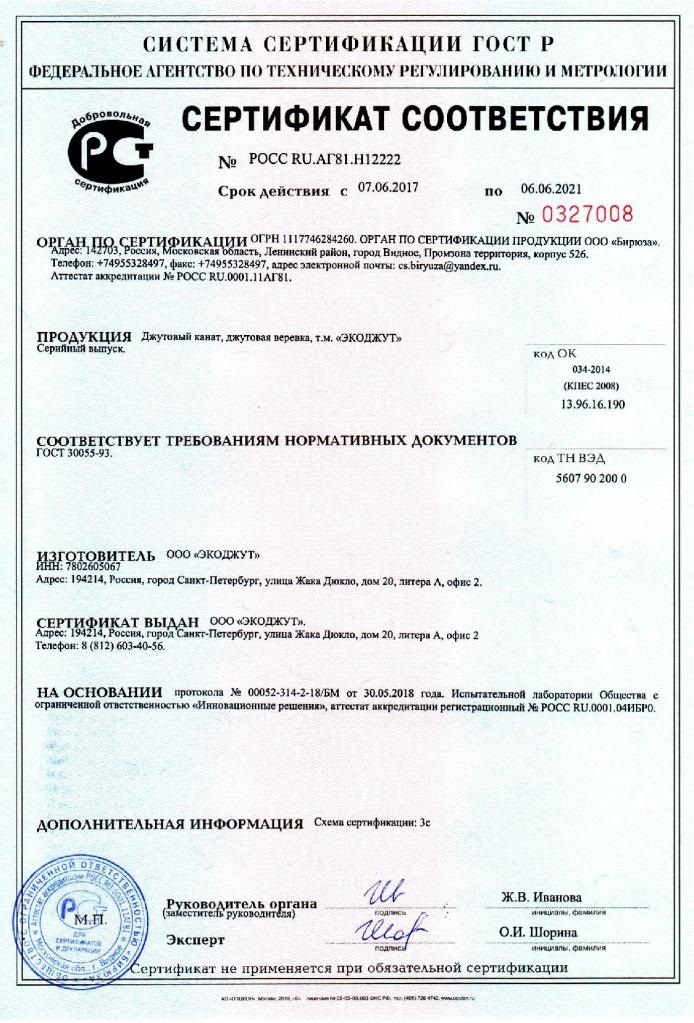 СИСТЕМА СЕРТИФИКАЦИИ ГОСТ Р
ФЕДЕРАЛЬНОЕ АГЕНТСТВО ПО ТЕХНИЧЕСКОМУ РЕГУЛИРОВАНИЮ И МЕТРОЛОГИИ
Добровольная
сертификация
СЕРТИФИКАТ СООТВЕТСТВИЯ
№ РОСС RU.АГ81.Н12222
Срок действия с 07.06.2017 по 06.06.2021
№ 0327008
ОРГАН ПО СЕРТИФИКАЦИИ ОГРН 1117746284260. ОРГАН ПО СЕРТИФИКАЦИИ ПРОДУКЦИИ ООО «Бирюза».
Адрес: 142703, Россия, Московская область, Ленинский район, город Видное, Промзона территория, корпус 526.
Телефон: +74955328497, факс: +74955328497, адрес электронной почты: cs.biryuza@yandex.ru.
Аттестат аккредитации № РОСС RU.0001.11АГ81.
ПРОДУКЦИЯ Джутовый канат, джутовая веревка, т.м. «ЭКОДЖУТ»
Серийный выпуск.
код ОК
034-2014
(КПЕС 2008)
13.96.16.190
СООТВЕТСТВУЕТ ТРЕБОВАНИЯМ НОРМАТИВНЫХ ДОКУМЕНТОВ
ГОСТ 30055-93.
код ТН ВЭД
5607 90 200 0
ИЗГОТОВИТЕЛЬ ООО «ЭКОДЖУТ»
ИНН: 7802605067
Адрес: 194214, Россия, город Санкт-Петербург, улица Жака Дюкло, дом 20, литера А, офис 2.
СЕРТИФИКАТ ВЫДАН ООО «ЭКОДЖУТ».
Адрес: 194214, Россия, город Санкт-Петербург, улица Жака Дюкло, дом 20, литера А, офис 2
Телефон: 8 (812) 603-40-56.
НА ОСНОВАНИИ протокола № 00052-314-2-18/БМ от 30.05.2018 года. Испытательной лаборатории Общества с
ограниченной ответственностью «Инновационные решения», аттестат аккредитации регистрационный № РОСС RU.0001.04ИБР0.
ДОПОЛНИТЕЛЬНАЯ ИНФОРМАЦИЯ Схема сертификации: 3с
М.П.
ДЛЯ
СЕРТИФИКАТОВ
И ДЕКЛАРАЦИЙ
Руководитель органа
(заместитель руководителя)
подпись
Ж.В. Иванова
инициалы, фамилия
Эксперт
подпись
О.И. Шорина
инициалы, фамилия
Сертификат не применяется при обязательной сертификации